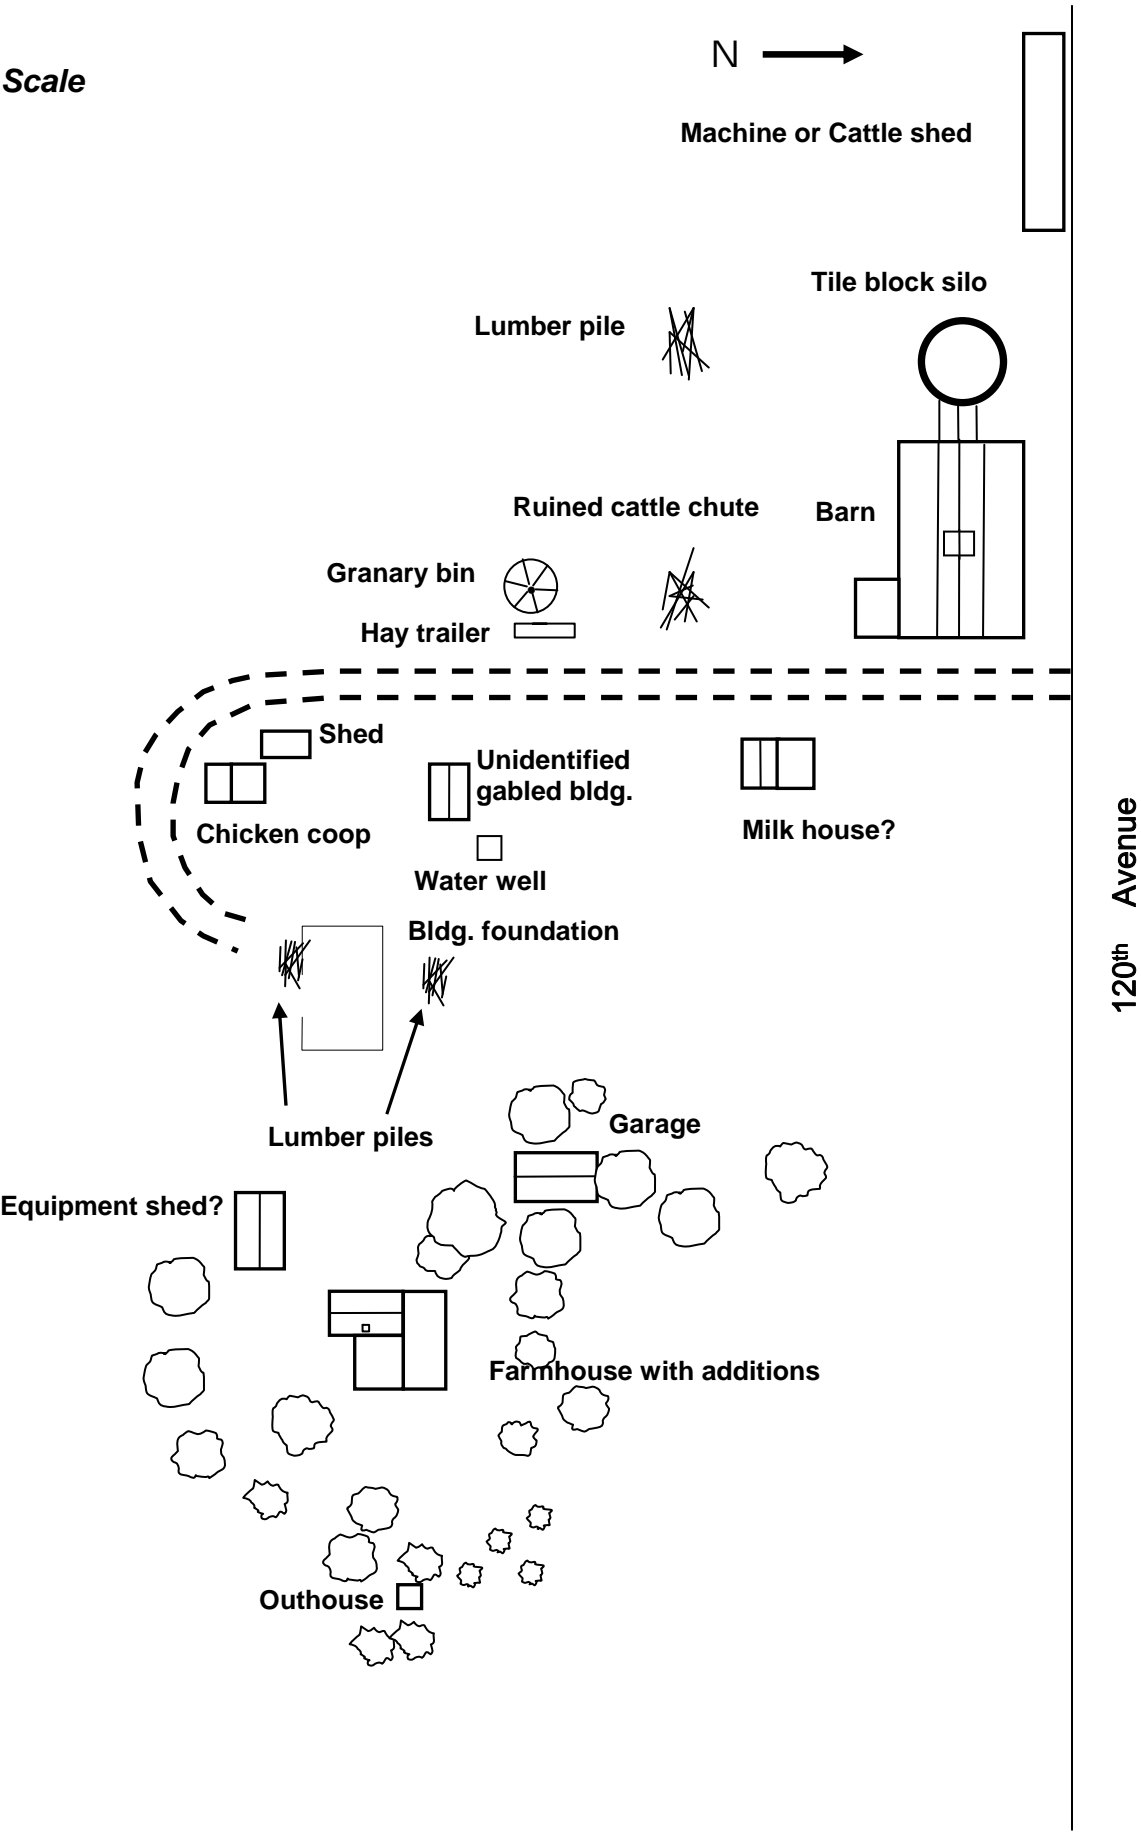 N
Scale
Machine or Cattle shed
Tile block silo
Lumber pile
Ruined cattle chute
Barn
Granary bin
Hay trailer
Shed
Unidentified
gabled bldg.
Chicken coop
Milk house?
Water well
Bldg. foundation
120th Avenue
Garage
Lumber piles
Equipment shed?
Farmhouse with additions
Outhouse